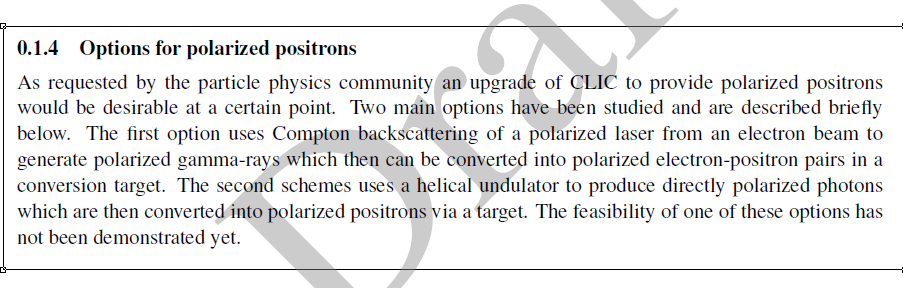 0.1.4 Options for polarized positrons
As requested by the particle physics community an upgrade of CLIC to provide polarized positrons
would be desirable at a certain point. Two main options have been studied and are described briefly
below. The first option uses Compton backscattering of a polarized laser from an electron beam to
generate polarized gamma-rays which then can be converted into polarized electron-positron pairs in a
conversion target. The second schemes uses a helical undulator to produce directly polarized photons
which are then converted into polarized positrons via a target. The feasibility of one of these options has
not been demonstrated yet.
Draf